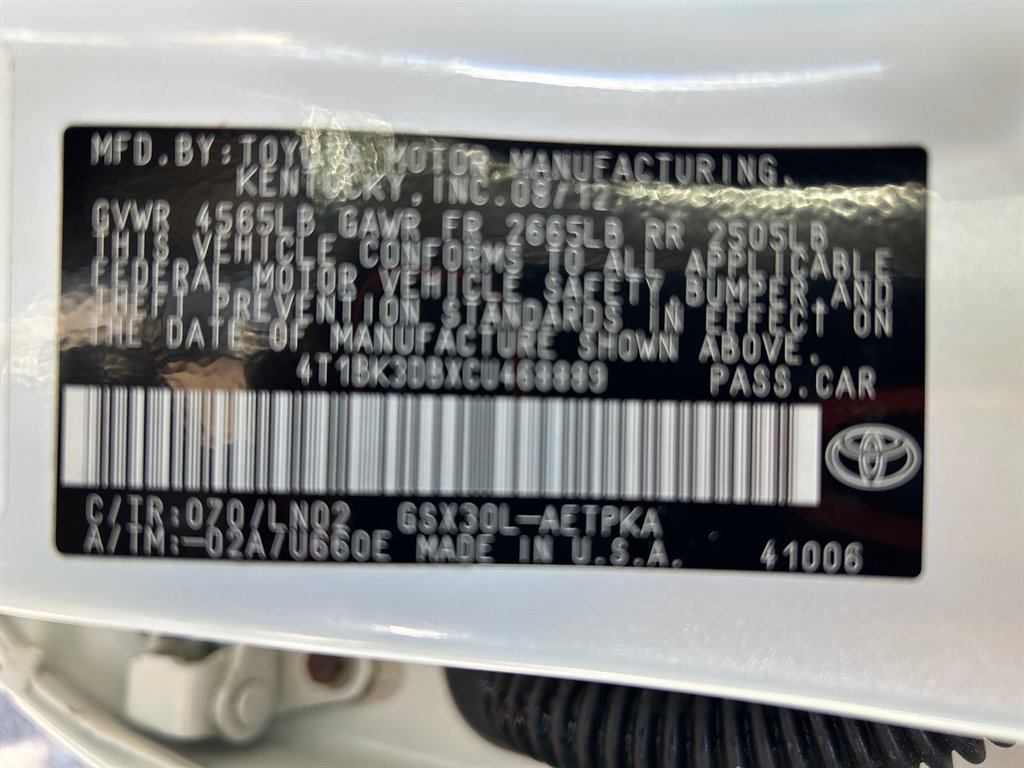 MFD.BY:TOYOTA MOTOR MANUFACTURING.
KENTUCKY,INC.08/12
GVWR 4565LB GAWR FR 2665LB RR 2505LB
THIS VEHICLE CONFORMS TO ALL APPLICABLE
FEDERAL MOTOR VEHICLE SAFETY,BUMPER,AND
THEFT PREVENTION STANDARDS IN EFFECT ON
THE DATE OF MANUFACTURE SHOWN ABOVE.
PASS.CAR
C/TR:070/LN02 GSX30L-AETPKA
A/TM:-02A/U660E MADE IN U.S.A. 41006